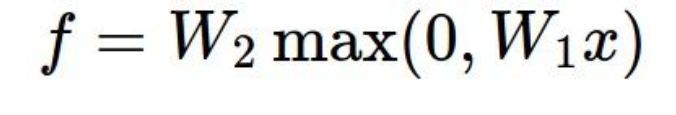 f = W₂ max(0, W₁x)